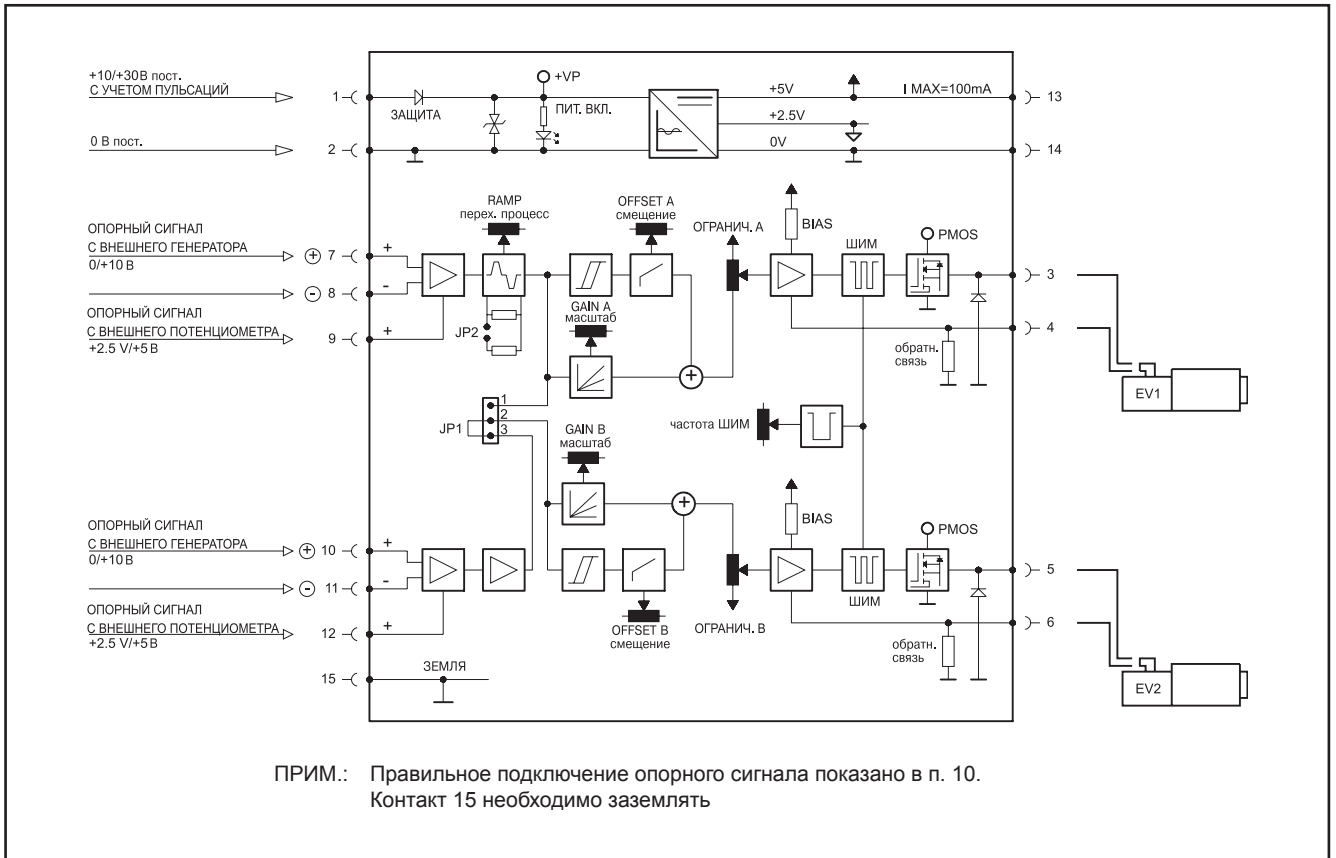 +10/+30В пост.
С УЧЕТОМ ПУЛЬСАЦИЙ
1
ЗАЩИТА
+VP
ПИТ. ВКЛ.
+5V
I MAX=100mA
13
+2.5V
0 В пост.
2
0V
14
RAMP
перех. процесс
OFFSET A
смещение
ОПОРНЫЙ СИГНАЛ
С ВНЕШНЕГО ГЕНЕРАТОРА
0/+10 В
+ 7
+
- 8
-
ОГРАНИЧ. А
BIAS
ШИМ
PMOS
3
ОПОРНЫЙ СИГНАЛ
С ВНЕШНЕГО ПОТЕНЦИОМЕТРА
+2.5 V/+5 В
9
+
JP2
GAIN A
масштаб
+
4
обратн.
связь
EV1
JP1
1
2
3
GAIN B
масштаб
частота ШИМ
+
ОПОРНЫЙ СИГНАЛ
С ВНЕШНЕГО ГЕНЕРАТОРА
0/+10 В
+ 10
+
- 11
-
BIAS
PMOS
5
ШИМ
ОПОРНЫЙ СИГНАЛ
С ВНЕШНЕГО ПОТЕНЦИОМЕТРА
+2.5 V/+5 В
12
+
OFFSET B
смещение
ОГРАНИЧ. В
6
обратн.
связь
EV2
15
ЗЕМЛЯ
ПРИМ.: Правильное подключение опорного сигнала показано в п. 10.
Контакт 15 необходимо заземлять